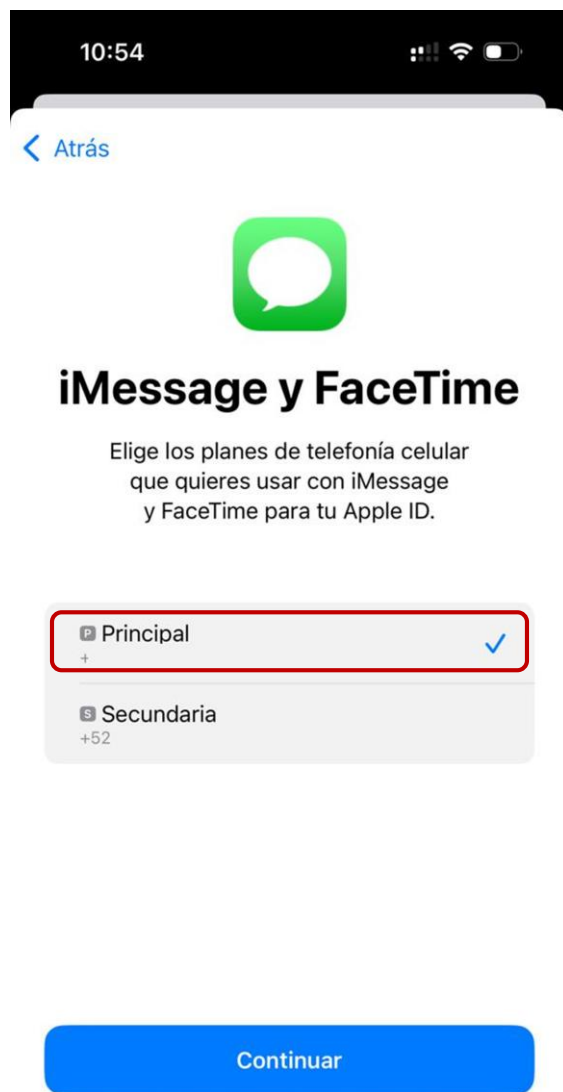 10:54
Atrás
iMessage y FaceTime
Elige los planes de telefonía celular
que quieres usar con iMessage
y FaceTime para tu Apple ID.
P Principal
+
S Secundaria
+52
Continuar